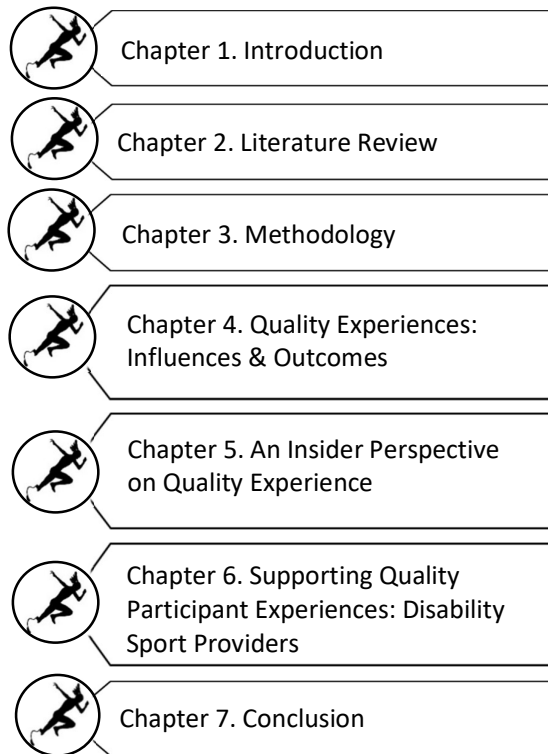 Chapter 1. Introduction
Chapter 2. Literature Review
Chapter 3. Methodology
Chapter 4. Quality Experiences:
Influences & Outcomes
Chapter 5. An Insider Perspective
on Quality Experience
Chapter 6. Supporting Quality
Participant Experiences: Disability
Sport Providers
Chapter 7. Conclusion